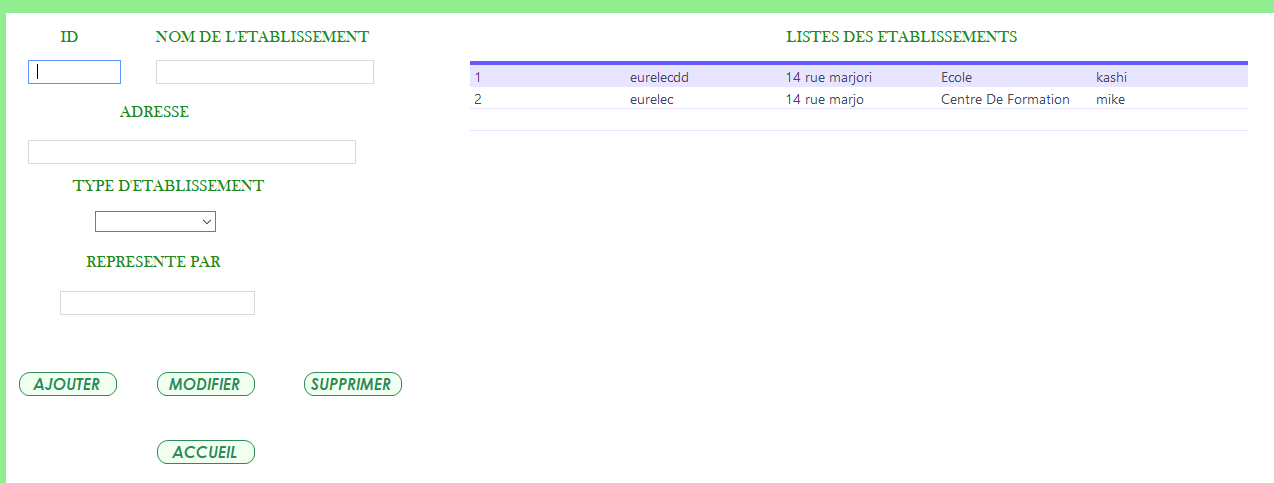 ID NOM DE L'ETABLISSEMENT
ADRESSE
TYPE D'ETABLISSEMENT
REPRESENTE PAR
AJOUTER MODIFIER SUPPRIMER
ACCUEIL
LISTES DES ETABLISSEMENTS
1 eurelecdd 14 rue marjori Ecole kashi
2 eurelec 14 rue marjo Centre De Formation mike